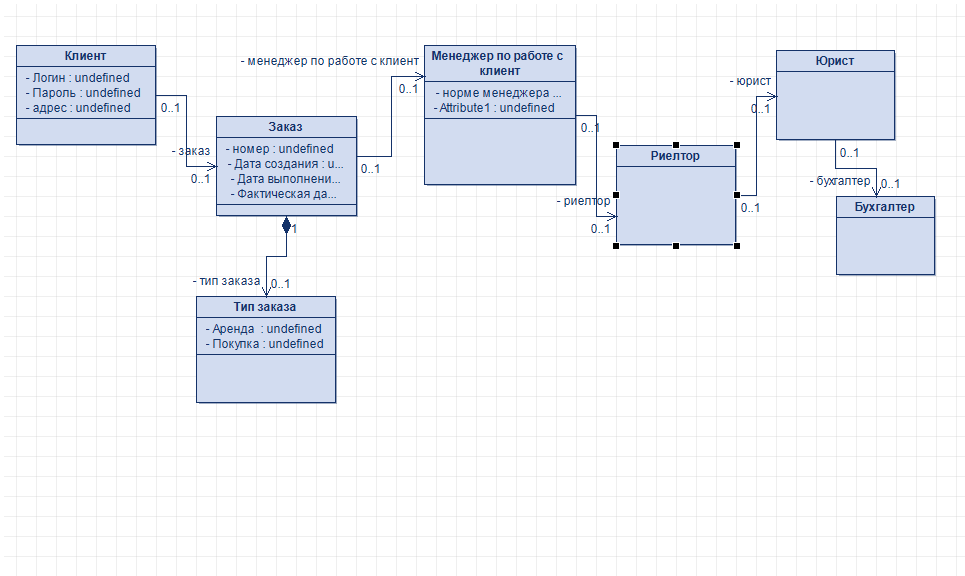 Клиент
- Логин : undefined
- Пароль : undefined
- адрес : undefined
0..1
- заказ
0..1
Заказ
- номер : undefined
- Дата создания : u...
- Дата выполнени...
- Фактическая да...
0..1
1
- тип заказа
0..1
Тип заказа
- Аренда : undefined
- Покупка : undefined
- менеджер по работе с клиент
0..1
Менеджер по работе с
клиент
- норме менеджера ...
- Attribute1 : undefined
0..1
- риелтор
0..1
Риелтор
0..1
- юрист
0..1
Юрист
0..1
- бухгалтер
0..1
Бухгалтер